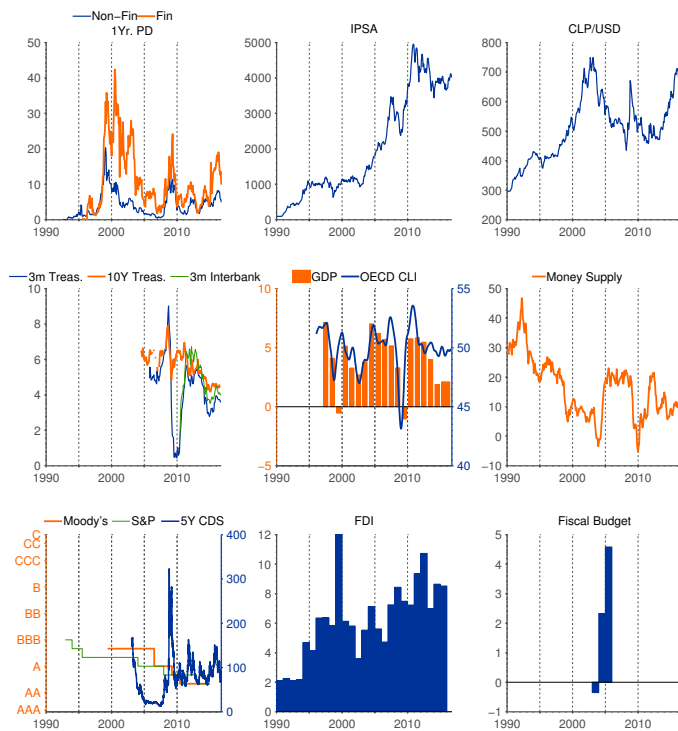 Non−Fin Fin
1Yr. PD
50
40
30
20
10
0
1990 2000 2010
IPSA
5000
4000
3000
2000
1000
0
1990 2000 2010
CLP/USD
800
700
600
500
400
300
200
1990 2000 2010
3m Treas. 10Y Treas. 3m Interbank
10
8
6
4
2
0
1990 2000 2010
GDP OECD CLI
10 55
5 50
0 45
−5 40
1990 2000 2010
Money Supply
50
40
30
20
10
0
−10
1990 2000 2010
Moody's S&P 5Y CDS
C
CC
CCC
B
BB
BBB
A
AA
AAA
400
300
200
100
0
1990 2000 2010
FDI
12
10
8
6
4
2
0
1990 2000 2010
Fiscal Budget
5
4
3
2
1
0
−1
1990 2000 2010